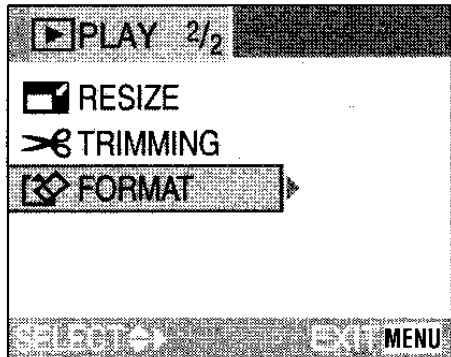 PLAY 2/2
RESIZE
TRIMMING
FORMAT
SELECT EXIT MENU